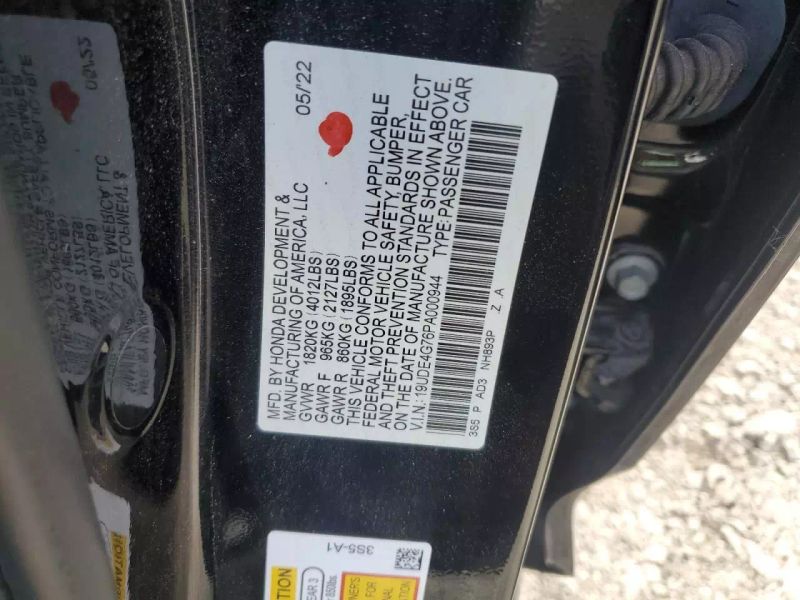 MFD. BY HONDA DEVELOPMENT &
MANUFACTURING OF AMERICA, LLC
05/'22
GVWR 1820KG (4012LBS)
GAWR F 965KG (2127LBS)
GAWR R 860KG (1895LBS)
THIS VEHICLE CONFORMS TO ALL APPLICABLE
FEDERAL MOTOR VEHICLE SAFETY, BUMPER,
AND THEFT PREVENTION STANDARDS IN EFFECT
ON THE DATE OF MANUFACTURE SHOWN ABOVE.
V.I.N.: 19UDE4G76PA000944 TYPE: PASSENGER CAR
3S5 P AD3 NH893P Z A
3S5-A1